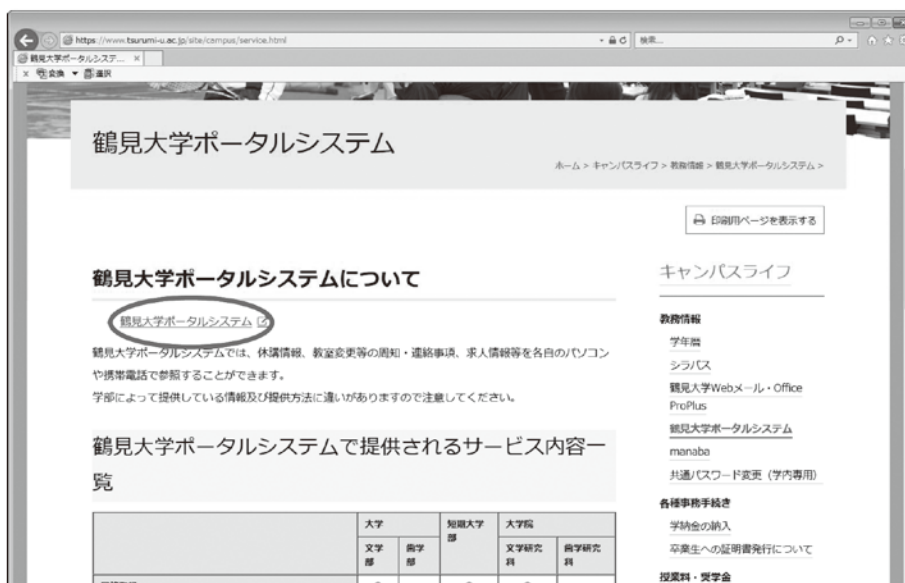 https://www.tsurumi-u.ac.jp/site/campus/service.html
検索...
鶴見大学ポータルシステ... ×
× 変換 ▼ 選択
鶴見大学ポータルシステム
ホーム > キャンパスライフ > 教務情報 > 鶴見大学ポータルシステム >
印刷用ページを表示する
鶴見大学ポータルシステムについて
鶴見大学ポータルシステム
鶴見大学ポータルシステムでは、休講情報、教室変更等の周知・連絡事項、求人情報等を各自のパソコン
や携帯電話で参照することができます。
学部によって提供している情報及び提供方法に違いがありますので注意してください。
鶴見大学ポータルシステムで提供されるサービス内容一
覧
大学 短期大学部 大学院
文学部 歯学部 文学研究科 歯学研究科
キャンパスライフ
教務情報
学年暦
シラバス
鶴見大学Webメール・Office
ProPlus
鶴見大学ポータルシステム
manaba
共通パスワード変更（学内専用）
各種事務手続き
学納金の納入
卒業生への証明書発行について
授業料・奨学金